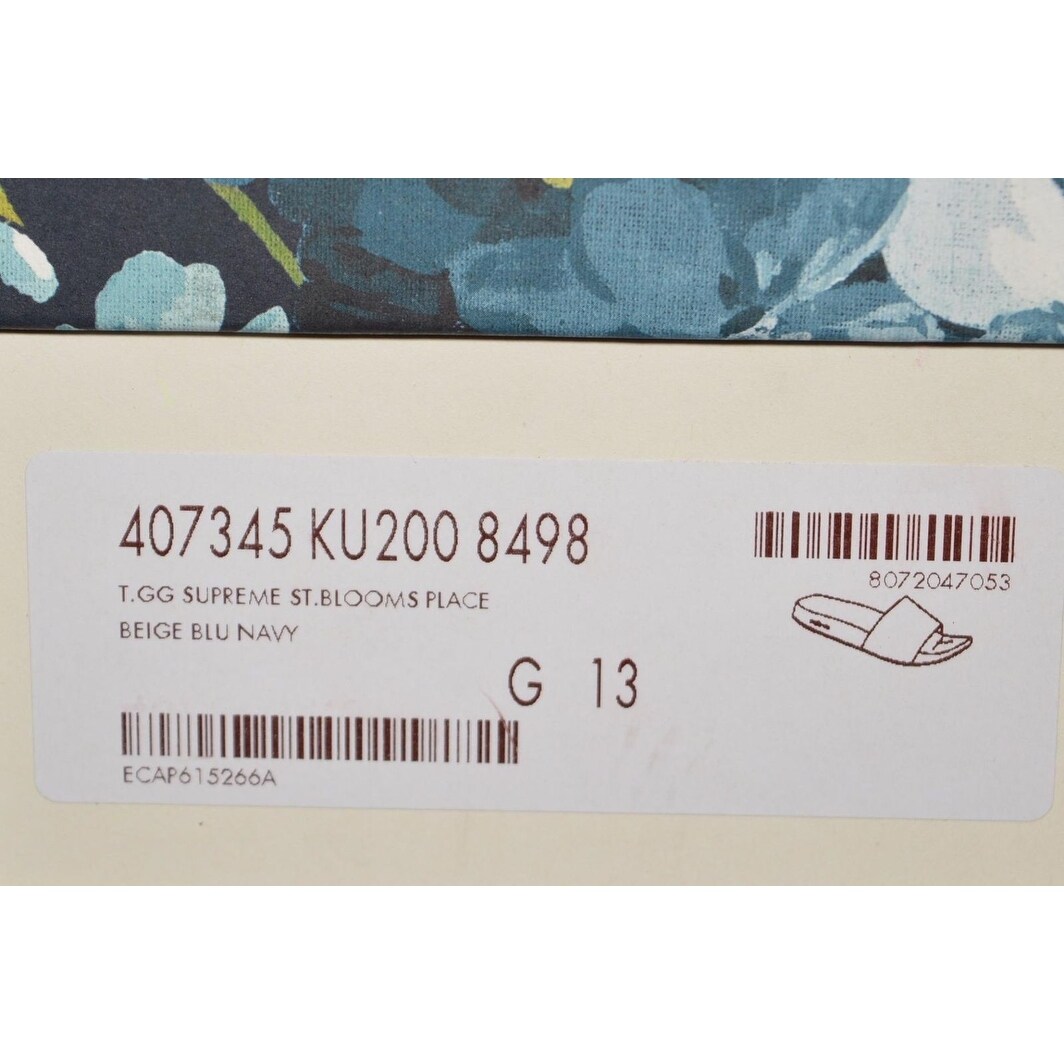 407345 KU200 8498
8072047053
T.GG SUPREME ST.BLOOMS PLACE
BEIGE BLU NAVY
G 13
ECAP615266A